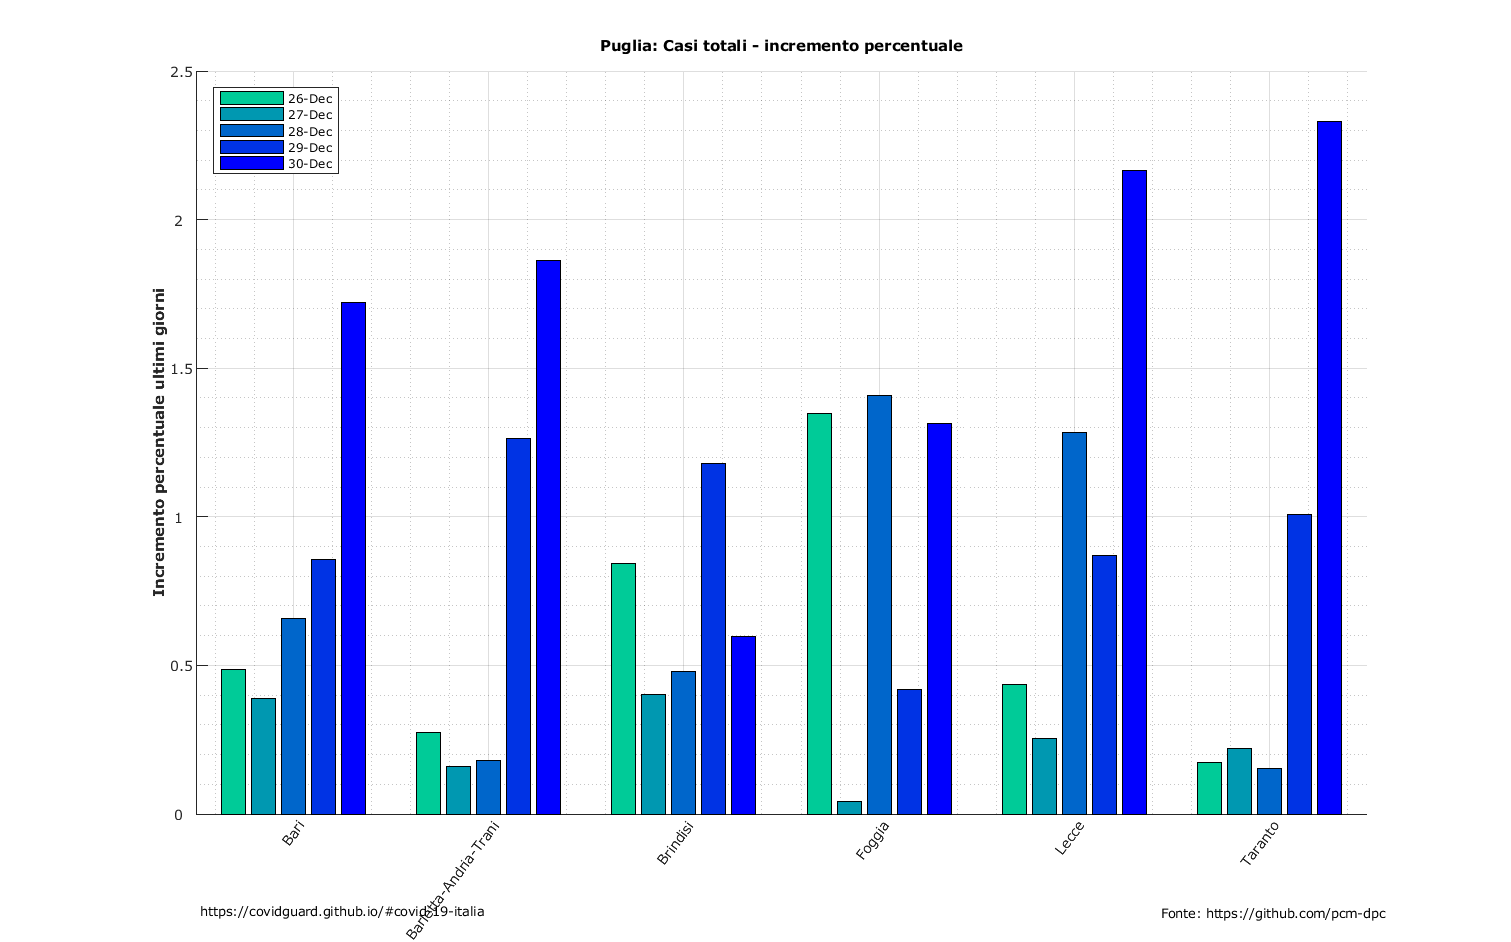 Puglia: Casi totali - incremento percentuale
Incremento percentuale ultimi giorni
2.5
2
1.5
1
0.5
0
26-Dec
27-Dec
28-Dec
29-Dec
30-Dec
Bari
Barletta-Andria-Trani
Brindisi
Foggia
Lecce
Taranto
https://covidguard.github.io/#covid-19-italia
Fonte: https://github.com/pcm-dpc